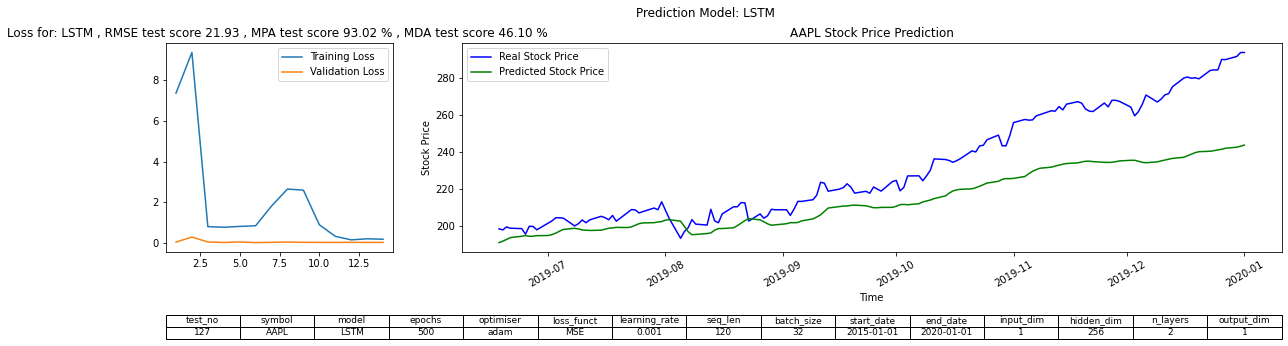 Prediction Model: LSTM
Loss for: LSTM , RMSE test score 21.93 , MPA test score 93.02 % , MDA test score 46.10 %
AAPL Stock Price Prediction
Training Loss
Validation Loss
8
6
4
2
0
2.5 5.0 7.5 10.0 12.5
Real Stock Price
Predicted Stock Price
Stock Price
280
260
240
220
200
2019-07 2019-08 2019-09 2019-10 2019-11 2019-12 2020-01
Time
test_no symbol model epochs optimiser loss_funct learning_rate seq_len batch_size start_date end_date input_dim hidden_dim n_layers output_dim
127 AAPL LSTM 500 adam MSE 0.001 120 32 2015-01-01 2020-01-01 1 256 2 1